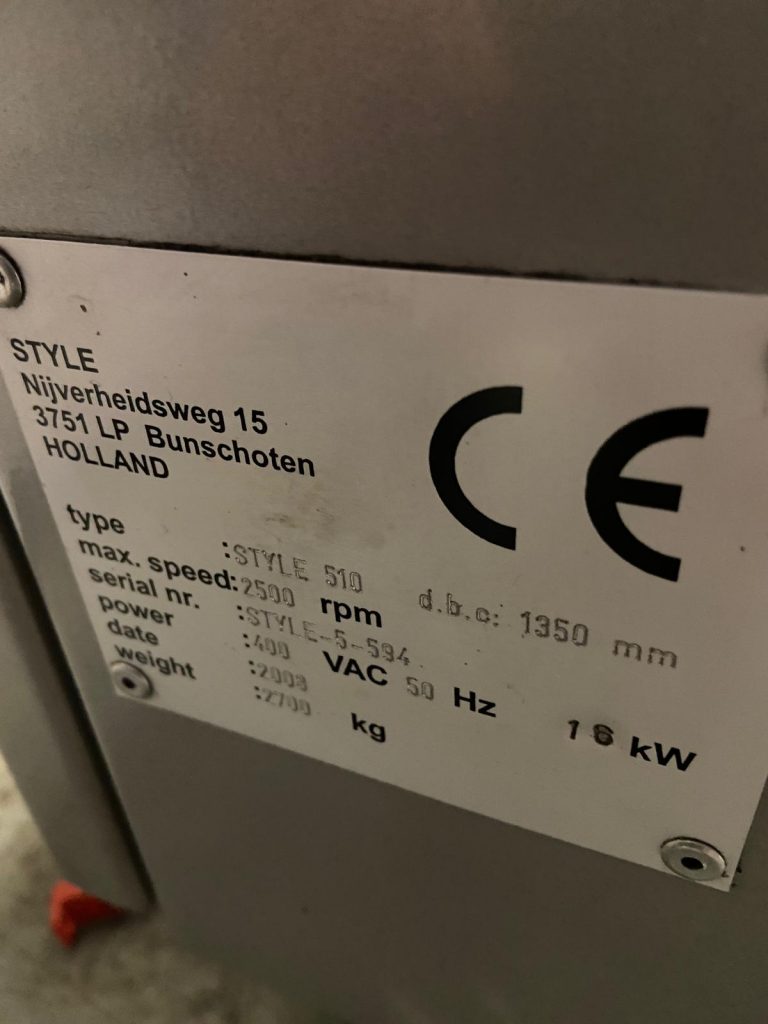 STYLE
Nijverheidsweg 15
3751 LP Bunschoten
HOLLAND
CE
type :STYLE 510 d.b.c: 1350 mm
max. speed:2500 rpm
serial nr. :STYLE-5-594
power :400 VAC 50 Hz 16 kW
date :2008
weight :2700 kg